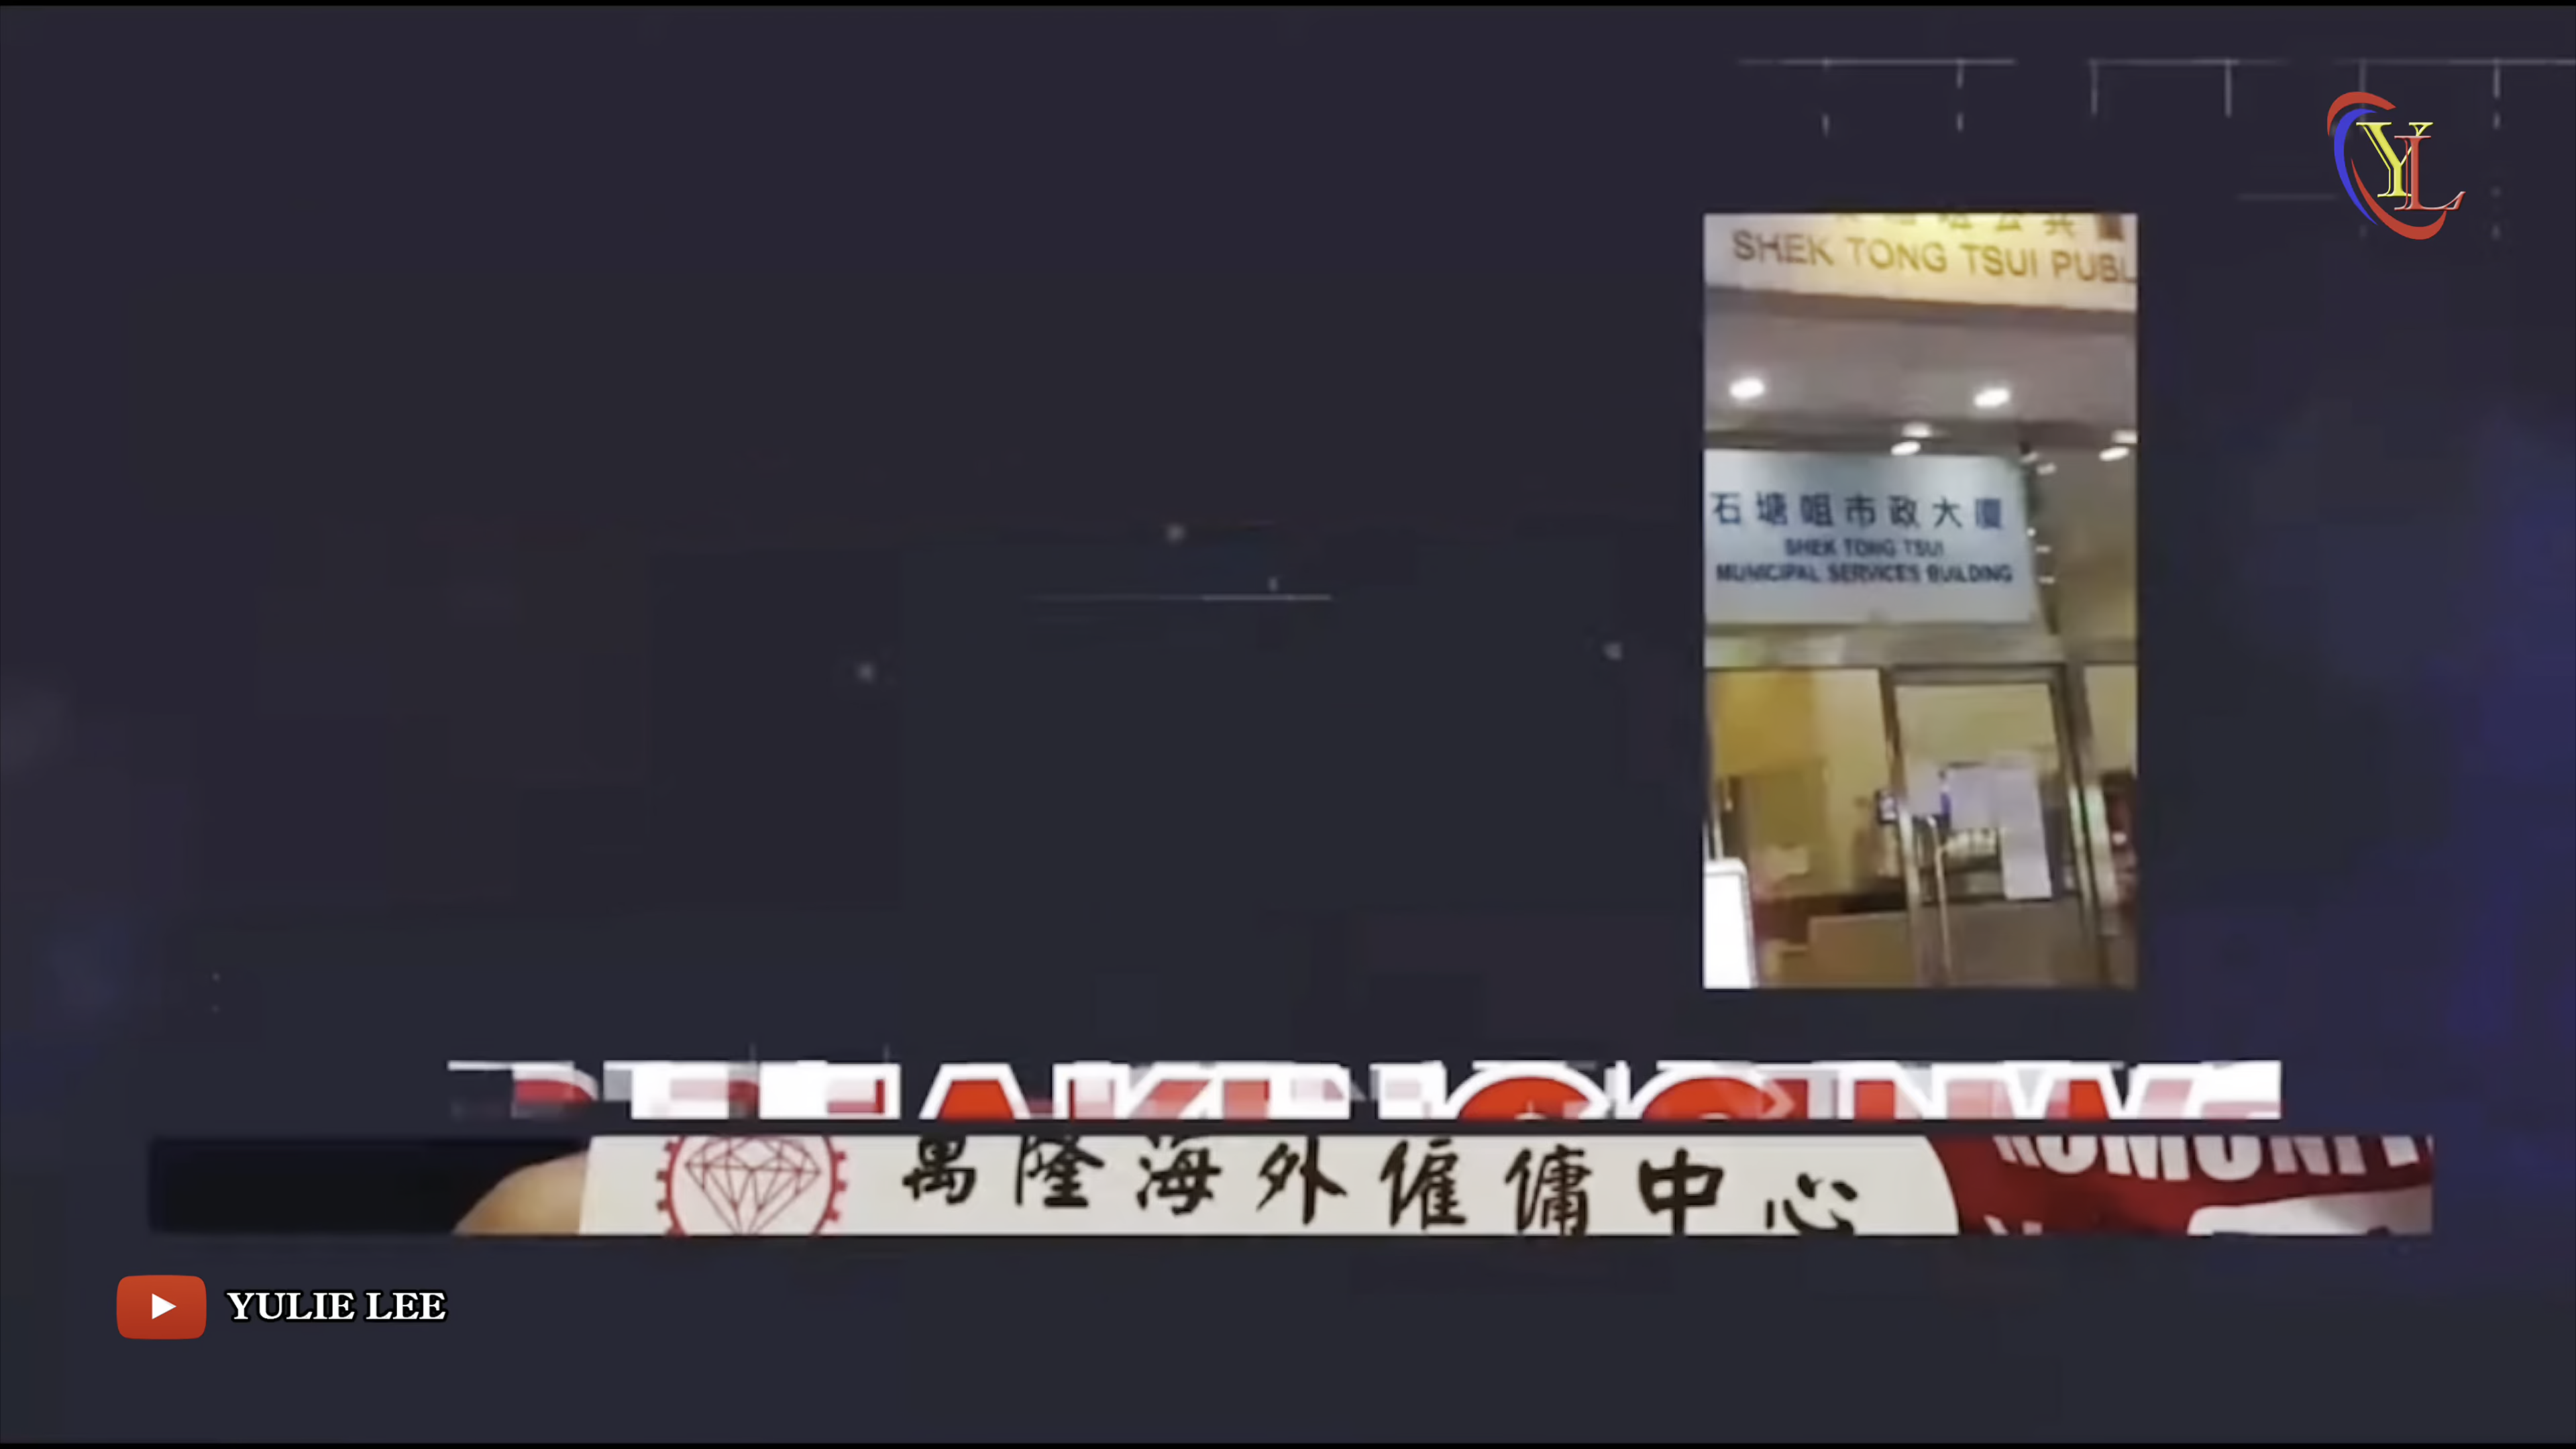 YL
SHEK TONG TSUI PUBL
石塘咀市政大廈
SHEK TONG TSUI
MUNICIPAL SERVICES BUILDING
萬隆海外僱傭中心
YULIE LEE